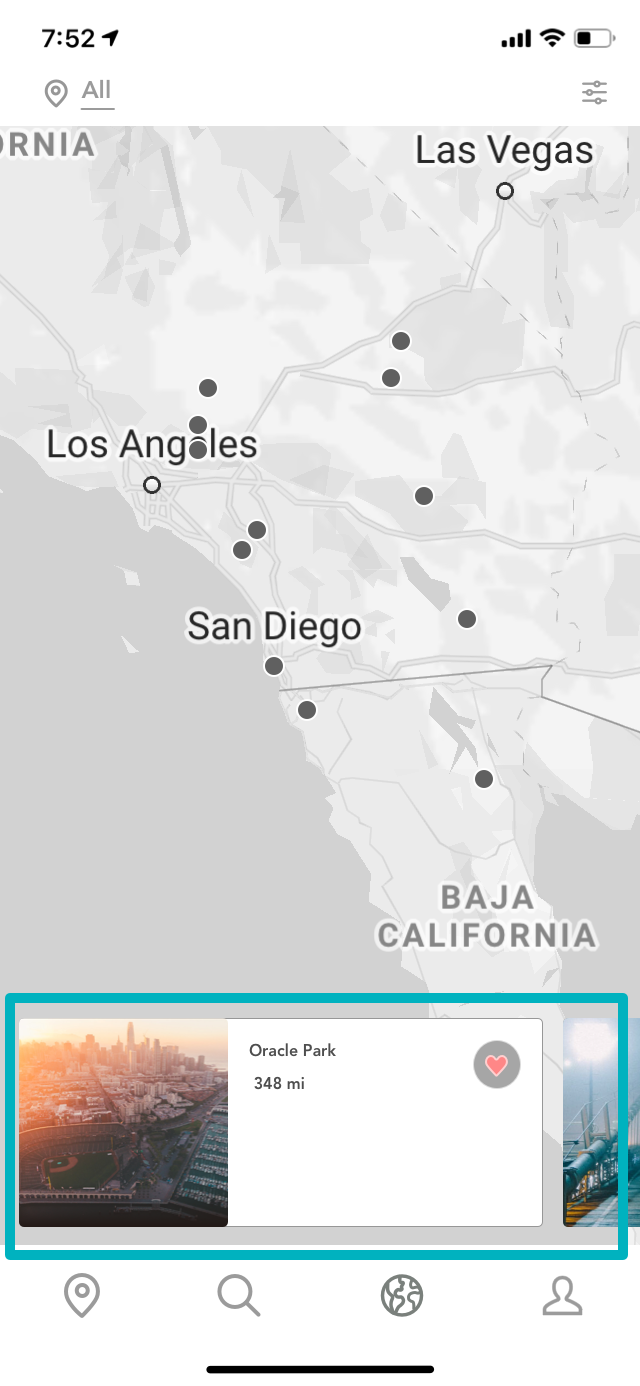 7:52
All
ORNIA
Las Vegas
Los Angeles
San Diego
BAJA
CALIFORNIA
Oracle Park
348 mi